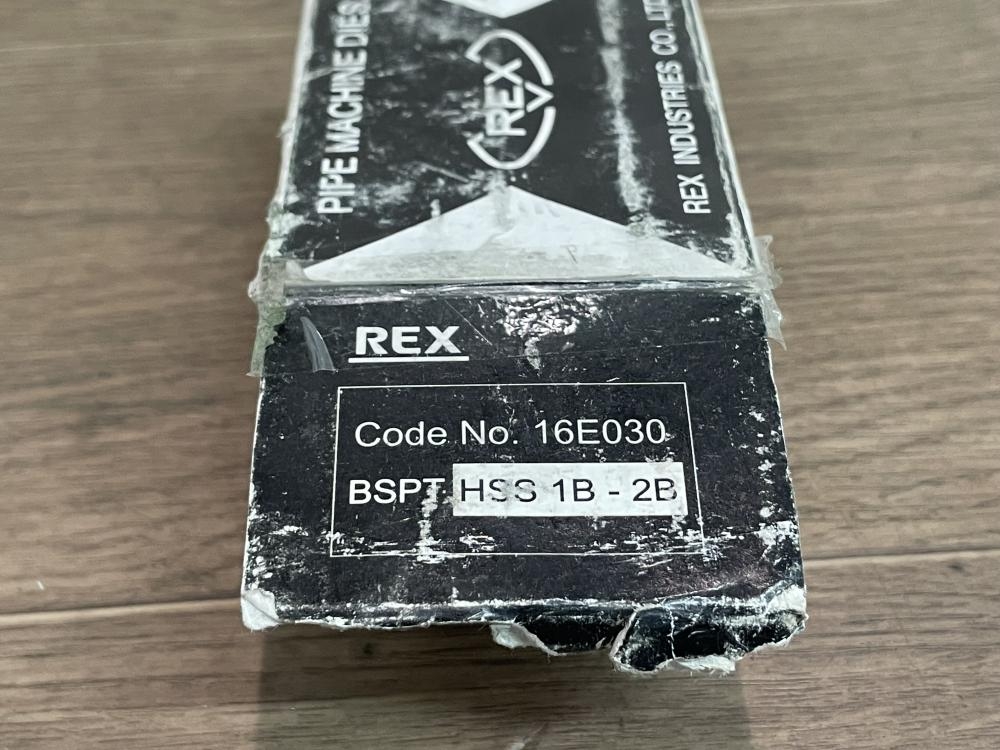 PIPE MACHINE DIES
REX
REX INDUSTRIES CO.,LTD
REX
Code No. 16E030
BSPT HSS 1B - 2B